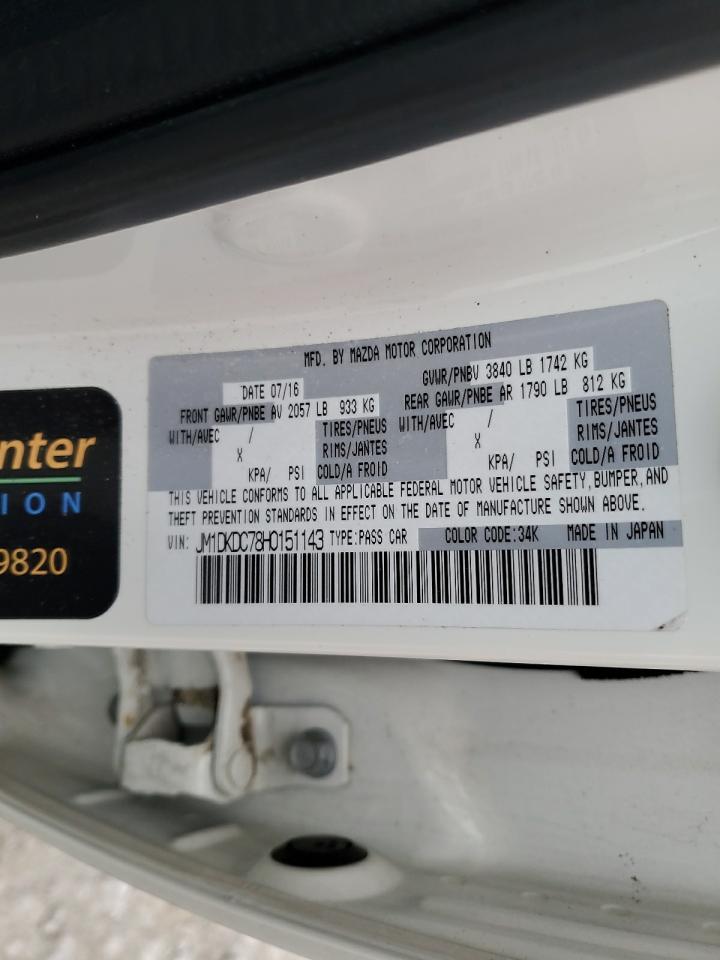 MFD. BY MAZDA MOTOR CORPORATION
DATE 07/16 GVWR/PNBV 3840 LB 1742 KG
FRONT GAWR/PNBE AV 2057 LB 933 KG REAR GAWR/PNBE AR 1790 LB 812 KG
WITH/AVEC / TIRES/PNEUS WITH/AVEC / TIRES/PNEUS
X RIMS/JANTES X RIMS/JANTES
KPA/ PSI COLD/A FROID KPA/ PSI COLD/A FROID
THIS VEHICLE CONFORMS TO ALL APPLICABLE FEDERAL MOTOR VEHICLE SAFETY, BUMPER, AND
THEFT PREVENTION STANDARDS IN EFFECT ON THE DATE OF MANUFACTURE SHOWN ABOVE.
VIN: JM1DKDC78H0151143 TYPE:PASS CAR COLOR CODE:34K MADE IN JAPAN
nter
ION
9820